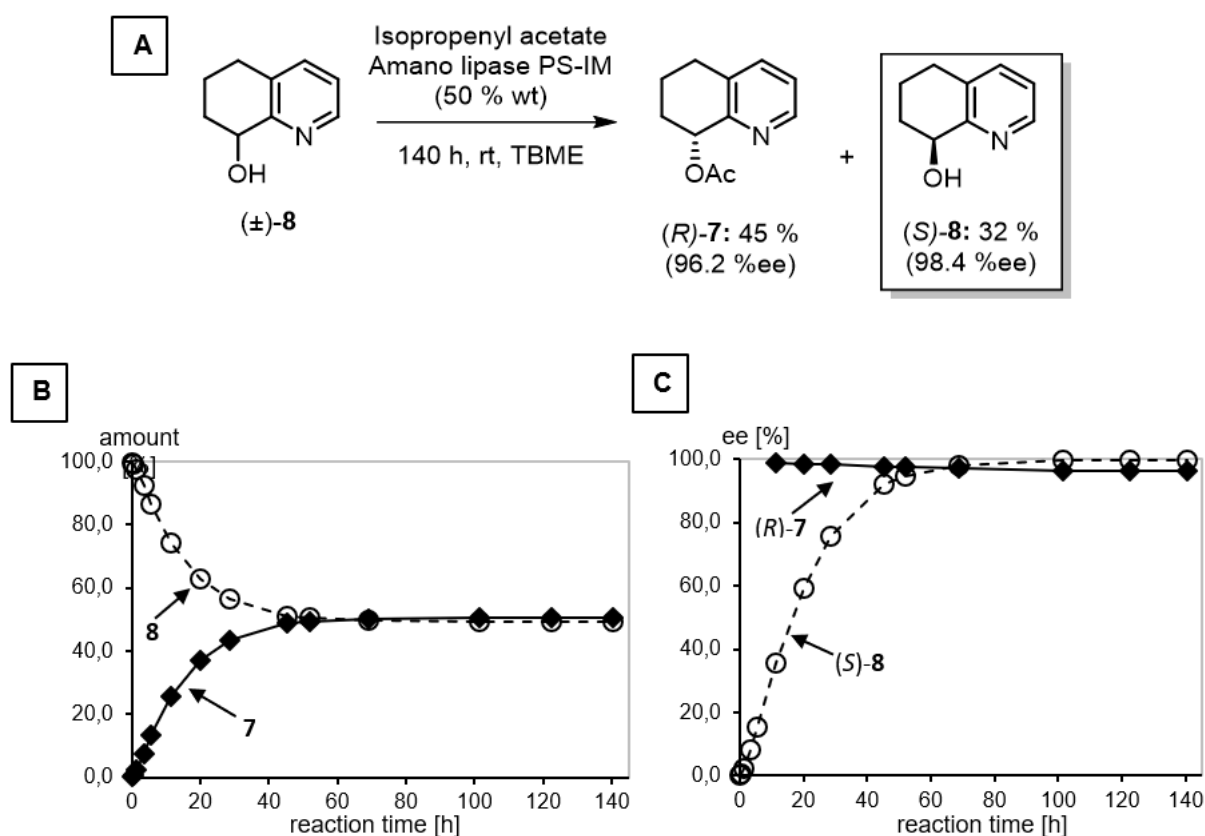 A
Isopropenyl acetate
Amano lipase PS-IM
(50 % wt)
140 h, rt, TBME
N
OH
(±)-8
N
OAc
(R)-7: 45 %
(96.2 %ee)
+
N
OH
(S)-8: 32 %
(98.4 %ee)
B
amount
[%]
100,0
80,0
60,0
40,0
20,0
0,0
8
7
0 20 40 60 80 100 120 140
reaction time [h]
C
ee [%]
100,0
80,0
60,0
40,0
20,0
0,0
(R)-7
(S)-8
0 20 40 60 80 100 120 140
reaction time [h]